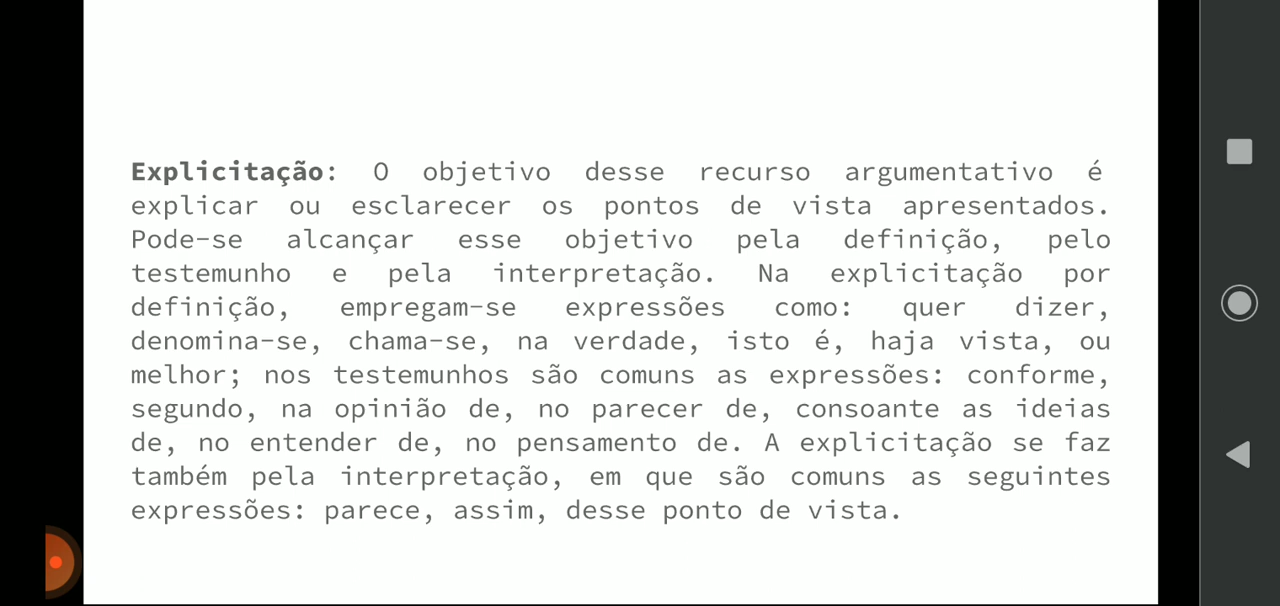 Explicitação: O objetivo desse recurso argumentativo é
explicar ou esclarecer os pontos de vista apresentados.
Pode-se alcançar esse objetivo pela definição, pelo
testemunho e pela interpretação. Na explicitação por
definição, empregam-se expressões como: quer dizer,
denomina-se, chama-se, na verdade, isto é, haja vista, ou
melhor; nos testemunhos são comuns as expressões: conforme,
segundo, na opinião de, no parecer de, consoante as ideias
de, no entender de, no pensamento de. A explicitação se faz
também pela interpretação, em que são comuns as seguintes
expressões: parece, assim, desse ponto de vista.